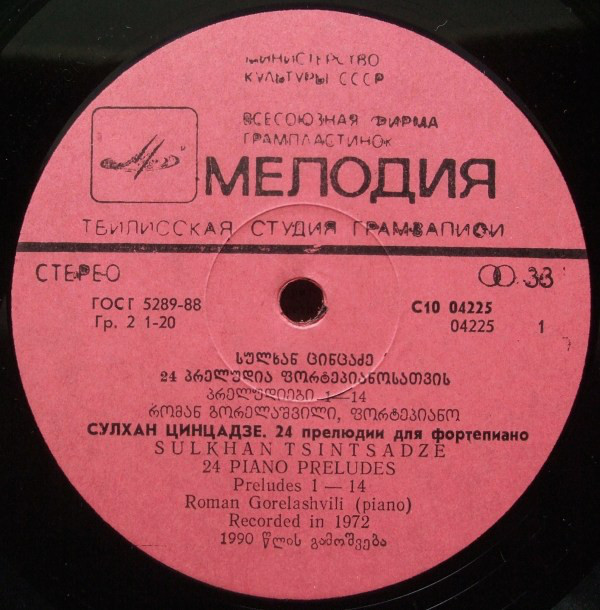 МИНИСТЕРСТВО
КУЛЬТУРЫ СССР
ВСЕСОЮЗНАЯ ФИРМА
ГРАМПЛАСТИНОК
МЕЛОДИЯ
ТБИЛИССКАЯ СТУДИЯ ГРАМЗАПИСИ
СТЕРЕО 33
ГОСТ 5289-88 С10 04225
Гр. 2 1-20 04225 1
სულხან ცინცაძე
24 პრელუდია ფორტეპიანოსათვის
პრელუდიები 1—14
რომან გორელაშვილი, ფორტეპიანო
СУЛХАН ЦИНЦАДЗЕ. 24 прелюдии для фортепиано
SULKHAN TSINTSADZE
24 PIANO PRELUDES
Preludes 1 — 14
Roman Gorelashvili (piano)
Recorded in 1972
1990 წლის გამოშვება